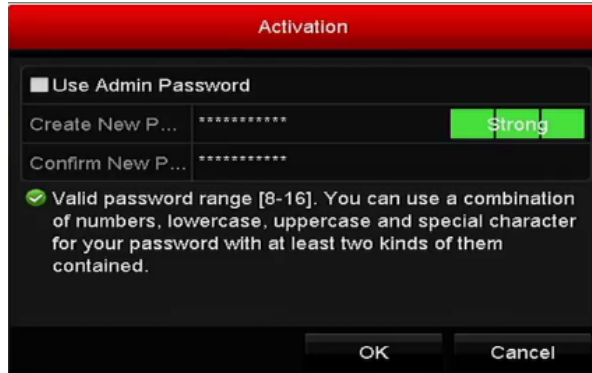 Activation
Use Admin Password
Create New P... *********** Strong
Confirm New P... ***********
Valid password range [8-16]. You can use a combination
of numbers, lowercase, uppercase and special character
for your password with at least two kinds of them
contained.
OK Cancel